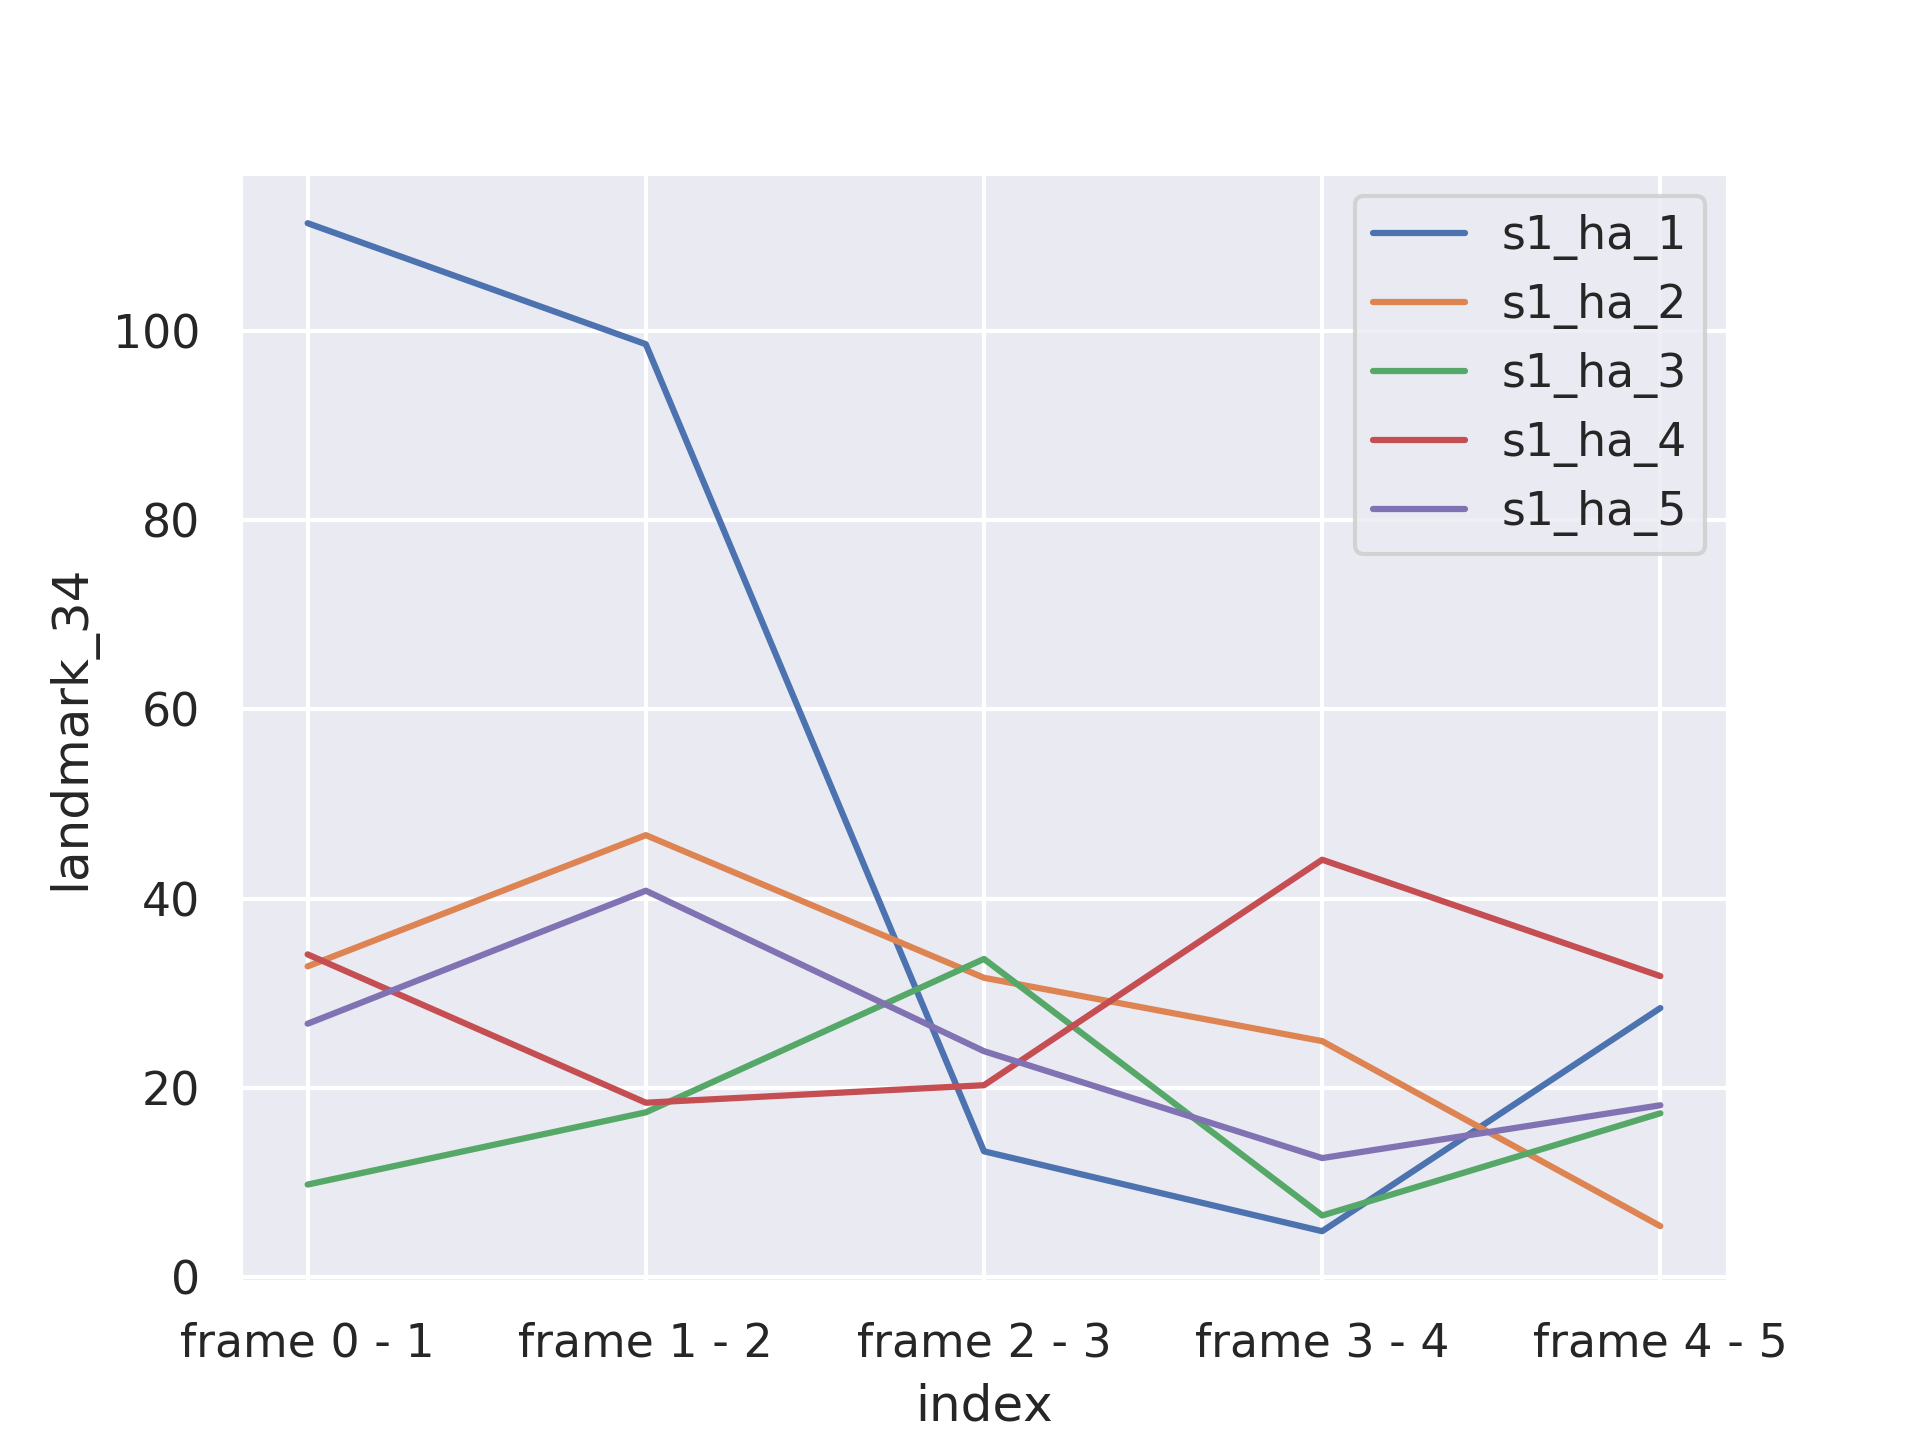 s1_ha_1
s1_ha_2
s1_ha_3
s1_ha_4
s1_ha_5
landmark_34
100
80
60
40
20
0
frame 0 - 1 frame 1 - 2 frame 2 - 3 frame 3 - 4 frame 4 - 5
index